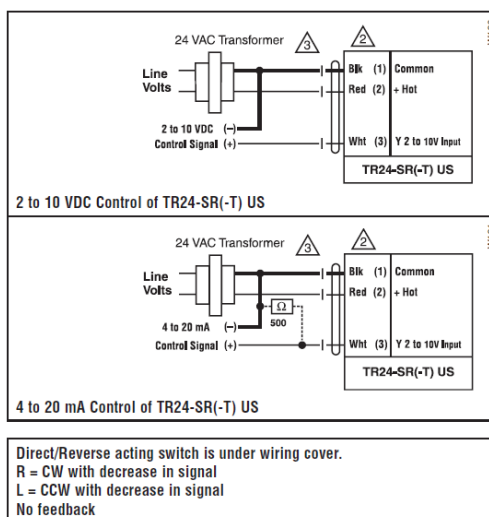 24 VAC Transformer
3
2
Line
Volts
Blk (1) Common
Red (2) + Hot
2 to 10 VDC (–)
Control Signal (+)
Wht (3) Y 2 to 10V Input
TR24-SR(-T) US
2 to 10 VDC Control of TR24-SR(-T) US
24 VAC Transformer
3
2
Line
Volts
Blk (1) Common
Red (2) + Hot
Ω
500
4 to 20 mA (–)
Control Signal (+)
Wht (3) Y 2 to 10V Input
TR24-SR(-T) US
4 to 20 mA Control of TR24-SR(-T) US
Direct/Reverse acting switch is under wiring cover.
R = CW with decrease in signal
L = CCW with decrease in signal
No feedback